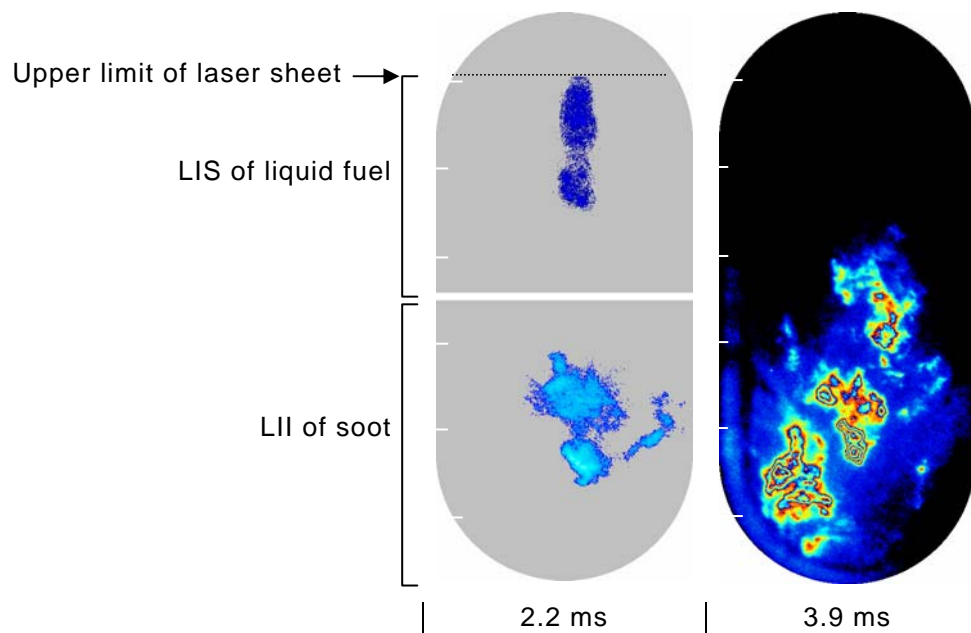 Upper limit of laser sheet
LIS of liquid fuel
LII of soot
2.2 ms
3.9 ms